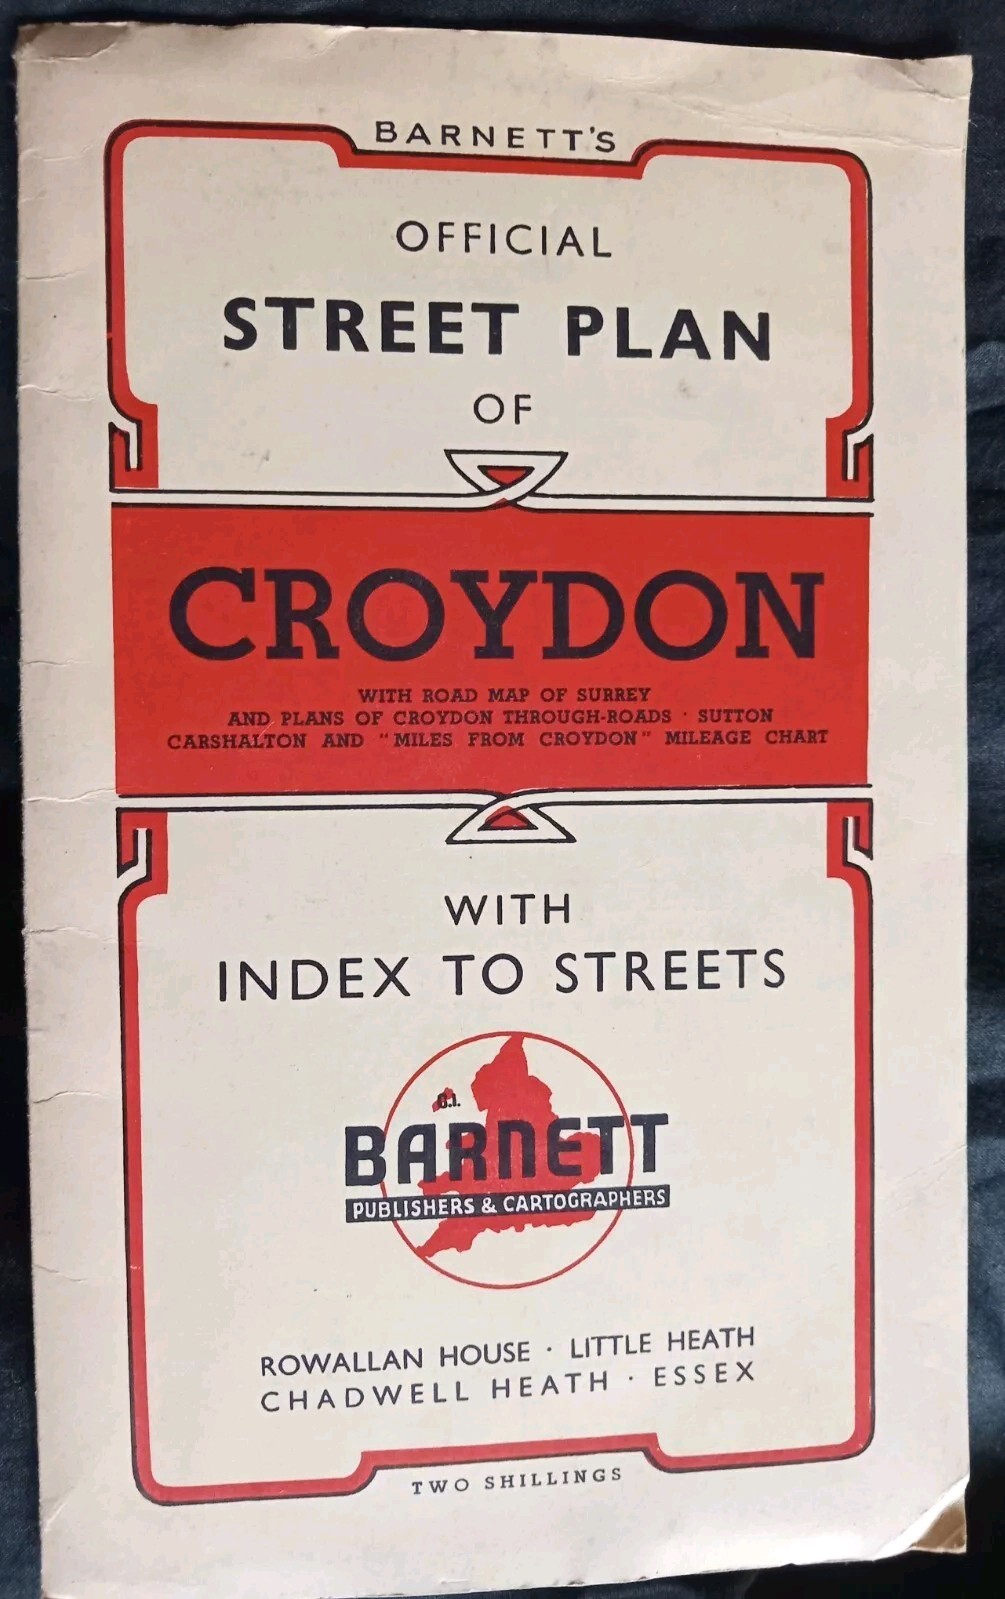 BARNETT'S
OFFICIAL
STREET PLAN
OF
CROYDON
WITH ROAD MAP OF SURREY
AND PLANS OF CROYDON THROUGH-ROADS · SUTTON
CARSHALTON AND "MILES FROM CROYDON" MILEAGE CHART
WITH
INDEX TO STREETS
G.I.
BARNETT
PUBLISHERS & CARTOGRAPHERS
ROWALLAN HOUSE · LITTLE HEATH
CHADWELL HEATH · ESSEX
TWO SHILLINGS